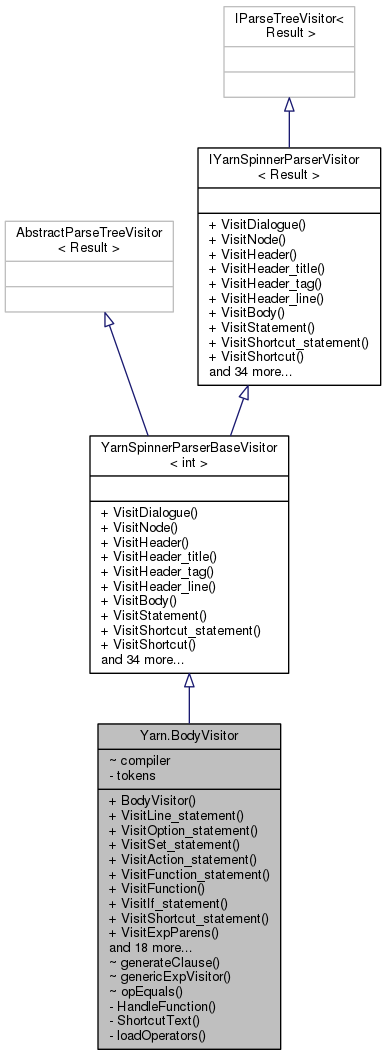 IParseTreeVisitor<
Result >
IYarnSpinnerParserVisitor
< Result >
+ VisitDialogue()
+ VisitNode()
+ VisitHeader()
+ VisitHeader_title()
+ VisitHeader_tag()
+ VisitHeader_line()
+ VisitBody()
+ VisitStatement()
+ VisitShortcut_statement()
+ VisitShortcut()
and 34 more...
AbstractParseTreeVisitor
< Result >
YarnSpinnerParserBaseVisitor
< int >
+ VisitDialogue()
+ VisitNode()
+ VisitHeader()
+ VisitHeader_title()
+ VisitHeader_tag()
+ VisitHeader_line()
+ VisitBody()
+ VisitStatement()
+ VisitShortcut_statement()
+ VisitShortcut()
and 34 more...
Yarn.BodyVisitor
~ compiler
- tokens
+ BodyVisitor()
+ VisitLine_statement()
+ VisitOption_statement()
+ VisitSet_statement()
+ VisitAction_statement()
+ VisitFunction_statement()
+ VisitFunction()
+ VisitIf_statement()
+ VisitShortcut_statement()
+ VisitExpParens()
and 18 more...
~ generateClause()
~ genericExpVisitor()
~ opEquals()
- HandleFunction()
- ShortcutText()
- loadOperators()